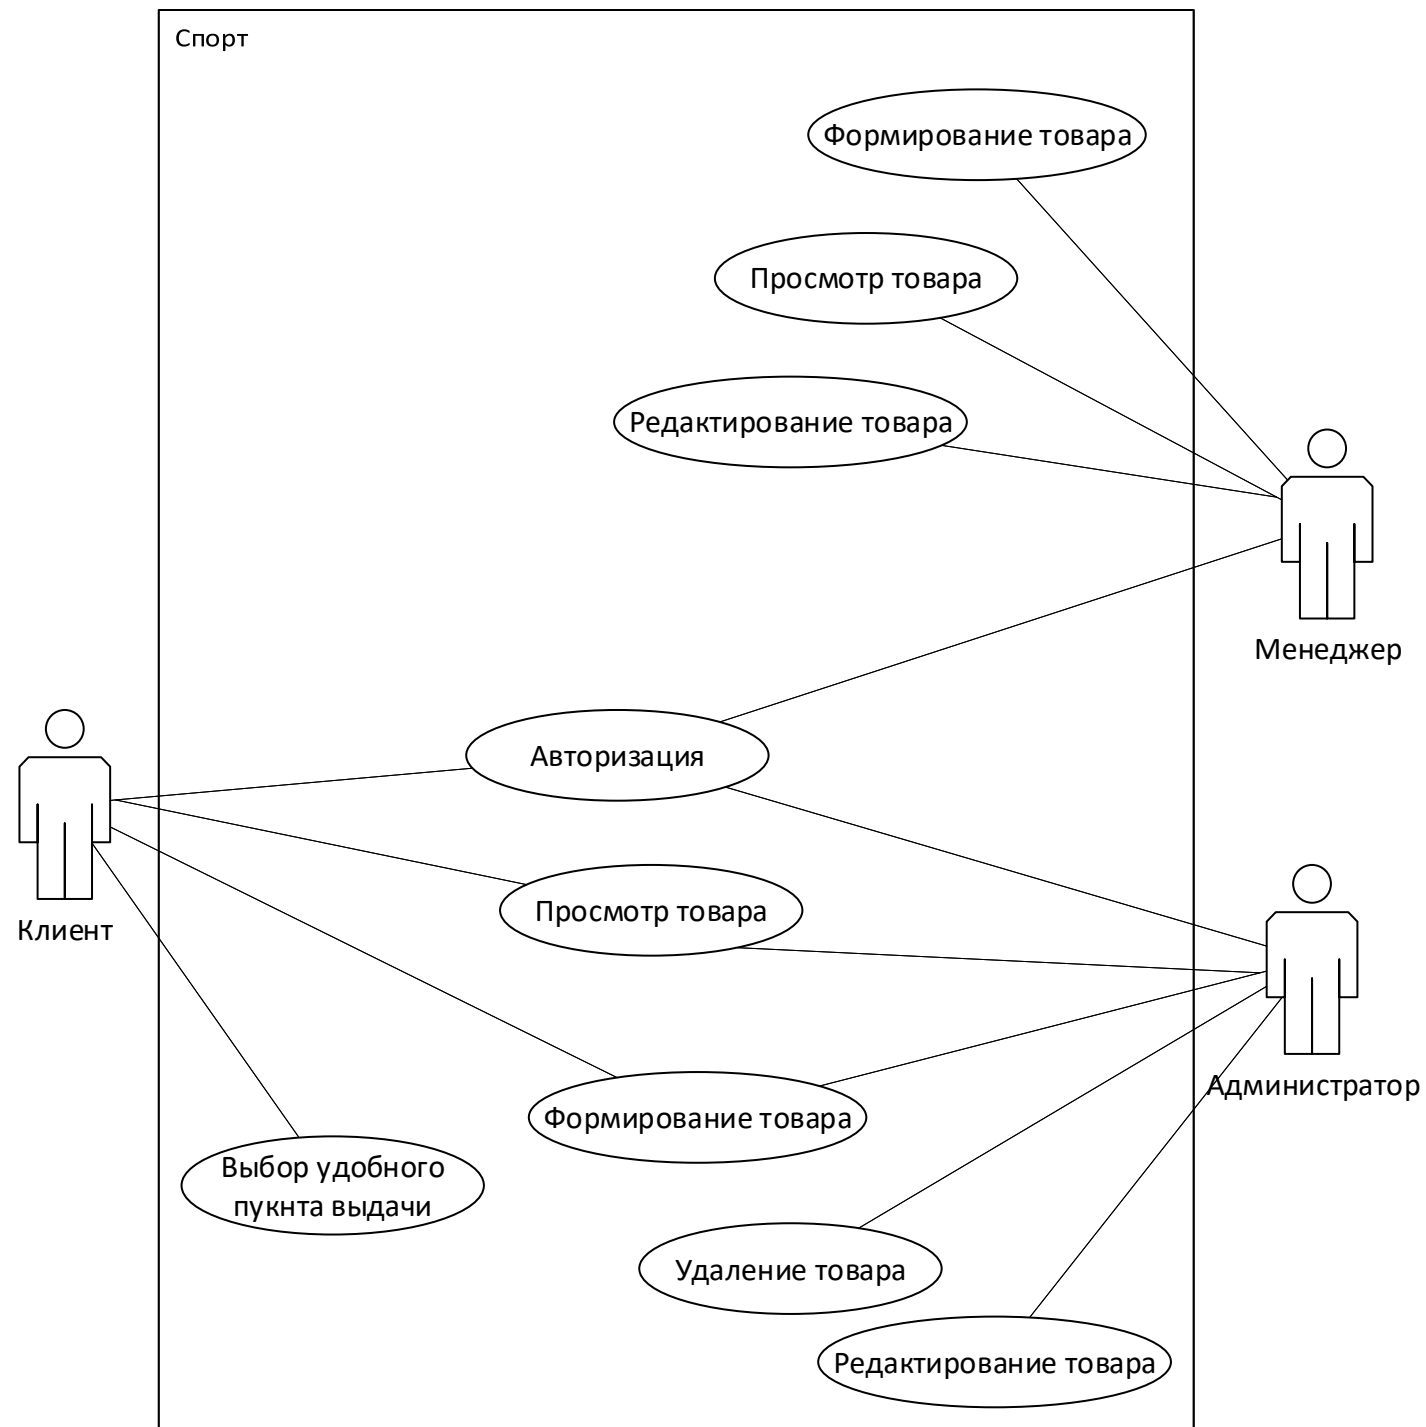 Спорт
Формирование товара
Просмотр товара
Редактирование товара
Менеджер
Авторизация
Просмотр товара
Клиент
Администратор
Формирование товара
Выбор удобного
пукнта выдачи
Удаление товара
Редактирование товара